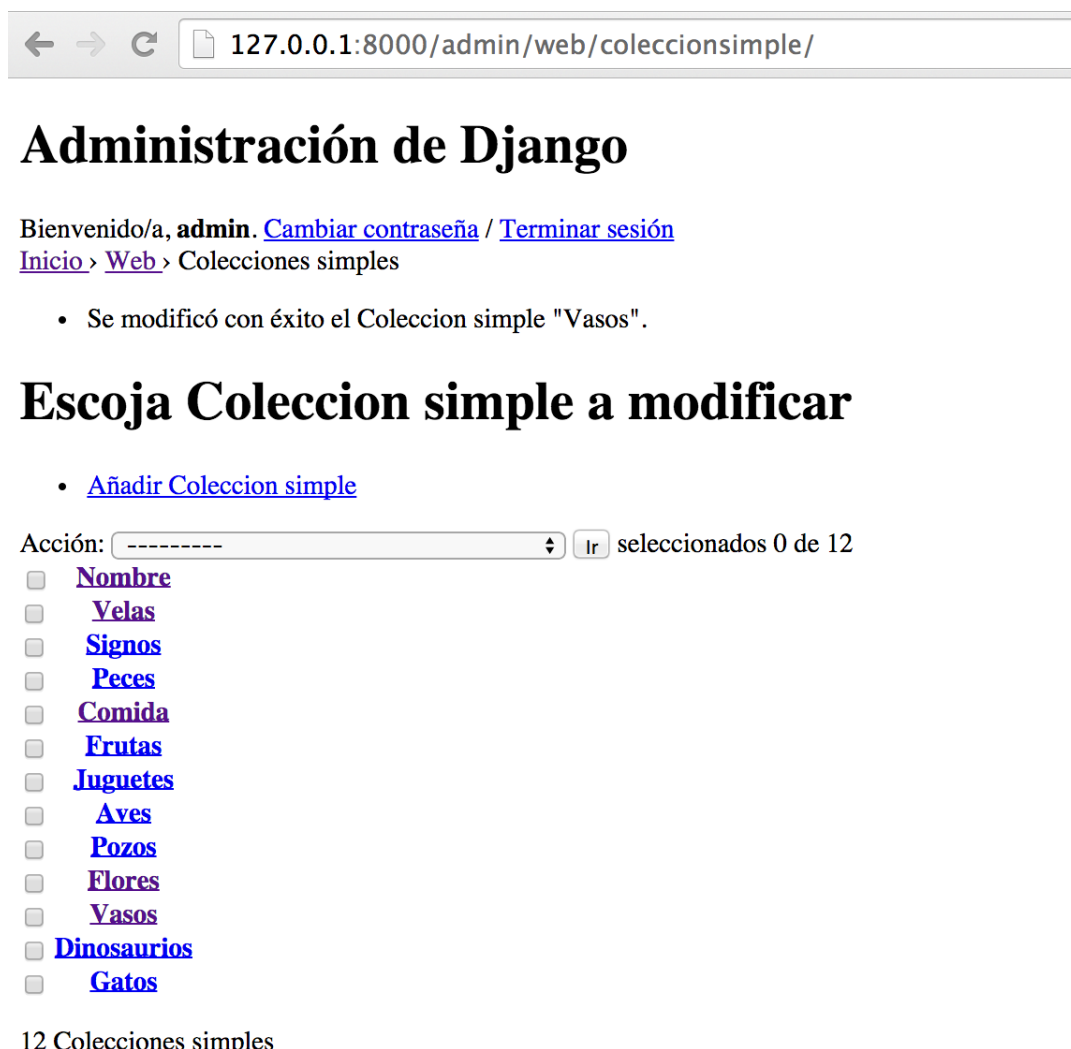 127.0.0.1:8000/admin/web/coleccionsimple/
Administración de Django
Bienvenido/a, admin. Cambiar contraseña / Terminar sesión
Inicio › Web › Colecciones simples
• Se modificó con éxito el Coleccion simple "Vasos".
Escoja Coleccion simple a modificar
• Añadir Coleccion simple
Acción: --------- Ir seleccionados 0 de 12
Nombre
Velas
Signos
Peces
Comida
Frutas
Juguetes
Aves
Pozos
Flores
Vasos
Dinosaurios
Gatos
12 Colecciones simples